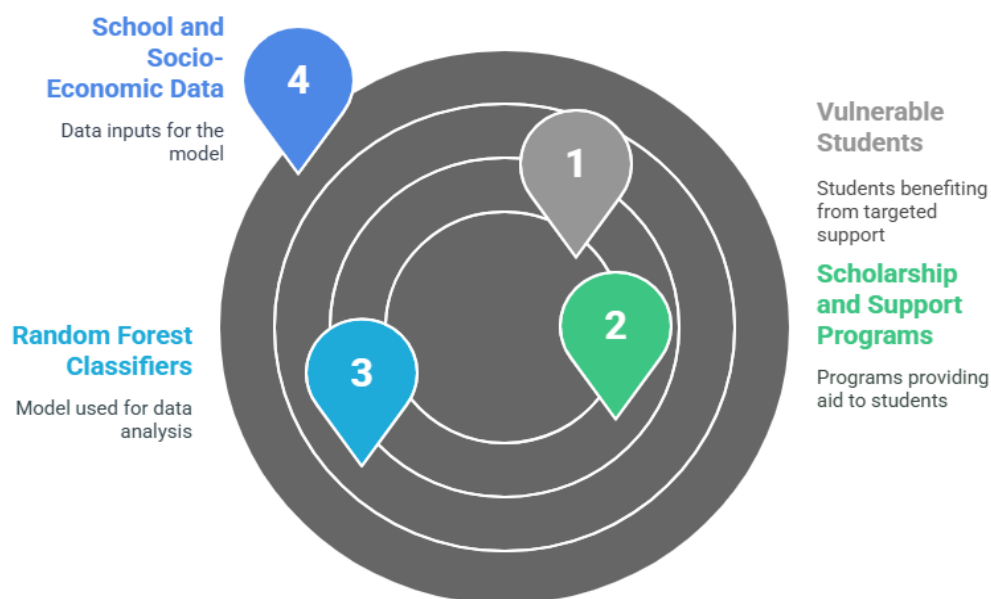 School and
Socio-
Economic Data
Data inputs for the
model
4
1
Vulnerable
Students
Students benefiting
from targeted
support
Scholarship
and Support
Programs
Programs providing
aid to students
2
Random Forest
Classifiers
Model used for data
analysis
3